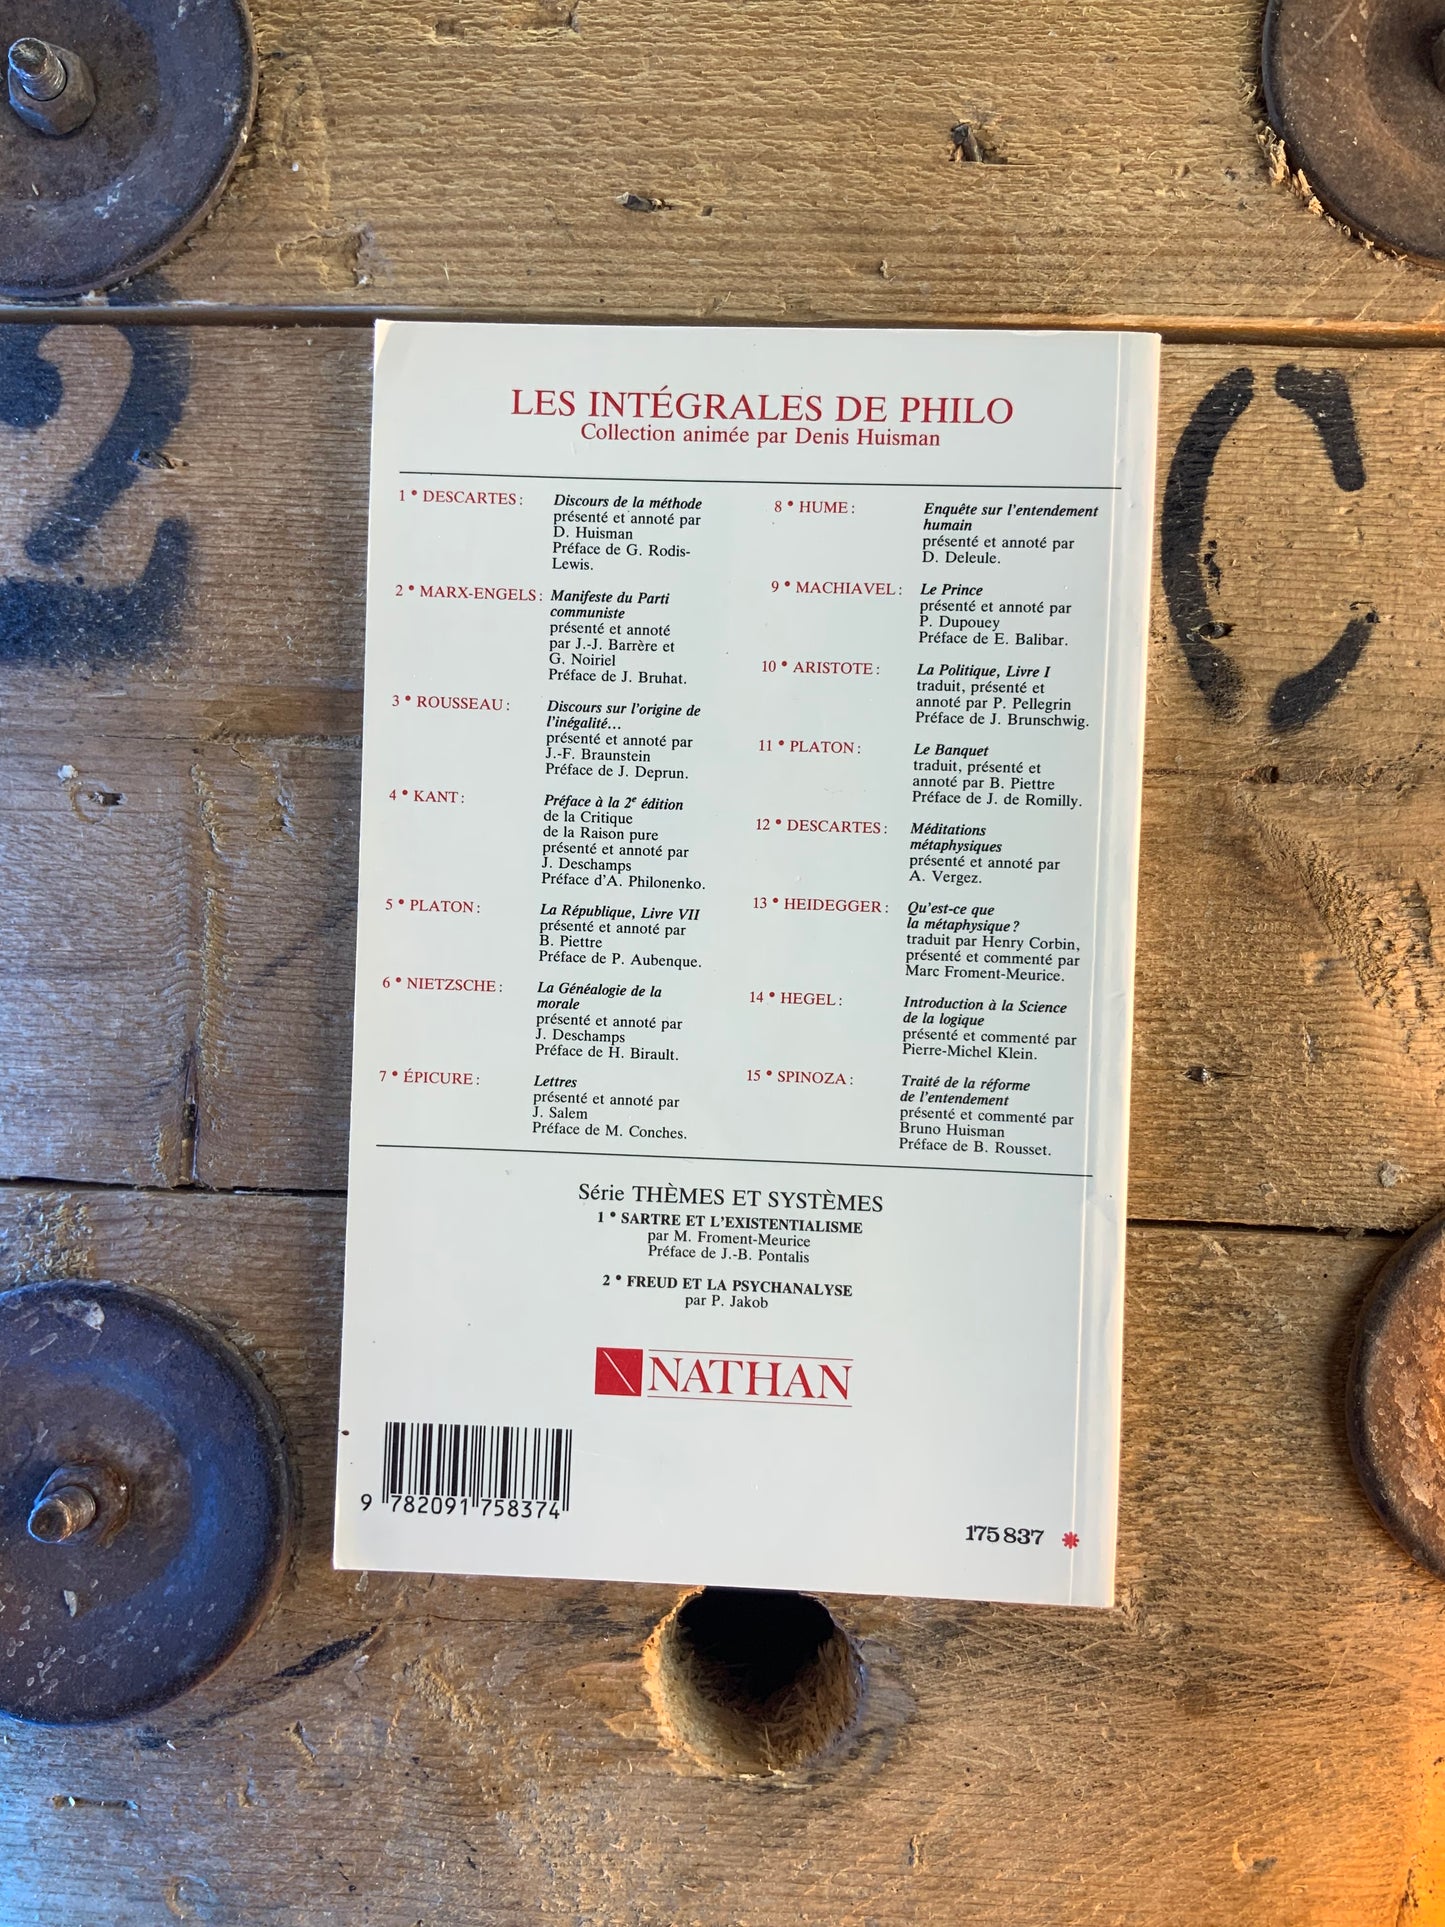 2
C
LES INTÉGRALES DE PHILO
Collection animée par Denis Huisman
1 • DESCARTES :
Discours de la méthode
présenté et annoté par
D. Huisman
Préface de G. Rodis-
Lewis.
2 • MARX-ENGELS :
Manifeste du Parti
communiste
présenté et annoté
par J.-J. Barrère et
G. Noiriel
Préface de J. Bruhat.
3 • ROUSSEAU :
Discours sur l'origine de
l'inégalité...
présenté et annoté par
J.-F. Braunstein
Préface de J. Deprun.
4 • KANT :
Préface à la 2e édition
de la Critique
de la Raison pure
présenté et annoté par
J. Deschamps
Préface d'A. Philonenko.
5 • PLATON :
La République, Livre VII
présenté et annoté par
B. Piettre
Préface de P. Aubenque.
6 • NIETZSCHE :
La Généalogie de la
morale
présenté et annoté par
J. Deschamps
Préface de H. Birault.
7 • ÉPICURE :
Lettres
présenté et annoté par
J. Salem
Préface de M. Conches.
8 • HUME :
Enquête sur l'entendement
humain
présenté et annoté par
D. Deleule.
9 • MACHIAVEL :
Le Prince
présenté et annoté par
P. Dupouey
Préface de E. Balibar.
10 • ARISTOTE :
La Politique, Livre I
traduit, présenté et
annoté par P. Pellegrin
Préface de J. Brunschwig.
11 • PLATON :
Le Banquet
traduit, présenté et
annoté par B. Piettre
Préface de J. de Romilly.
12 • DESCARTES :
Méditations
métaphysiques
présenté et annoté par
A. Vergez.
13 • HEIDEGGER :
Qu'est-ce que
la métaphysique ?
traduit par Henry Corbin,
présenté et commenté par
Marc Froment-Meurice.
14 • HEGEL :
Introduction à la Science
de la logique
présenté et commenté par
Pierre-Michel Klein.
15 • SPINOZA :
Traité de la réforme
de l'entendement
présenté et commenté par
Bruno Huisman
Préface de B. Rousset.
Série THÈMES ET SYSTÈMES
1 • SARTRE ET L'EXISTENTIALISME
par M. Froment-Meurice
Préface de J.-B. Pontalis
2 • FREUD ET LA PSYCHANALYSE
par P. Jakob
NATHAN
9 782091 758374
175 837 *